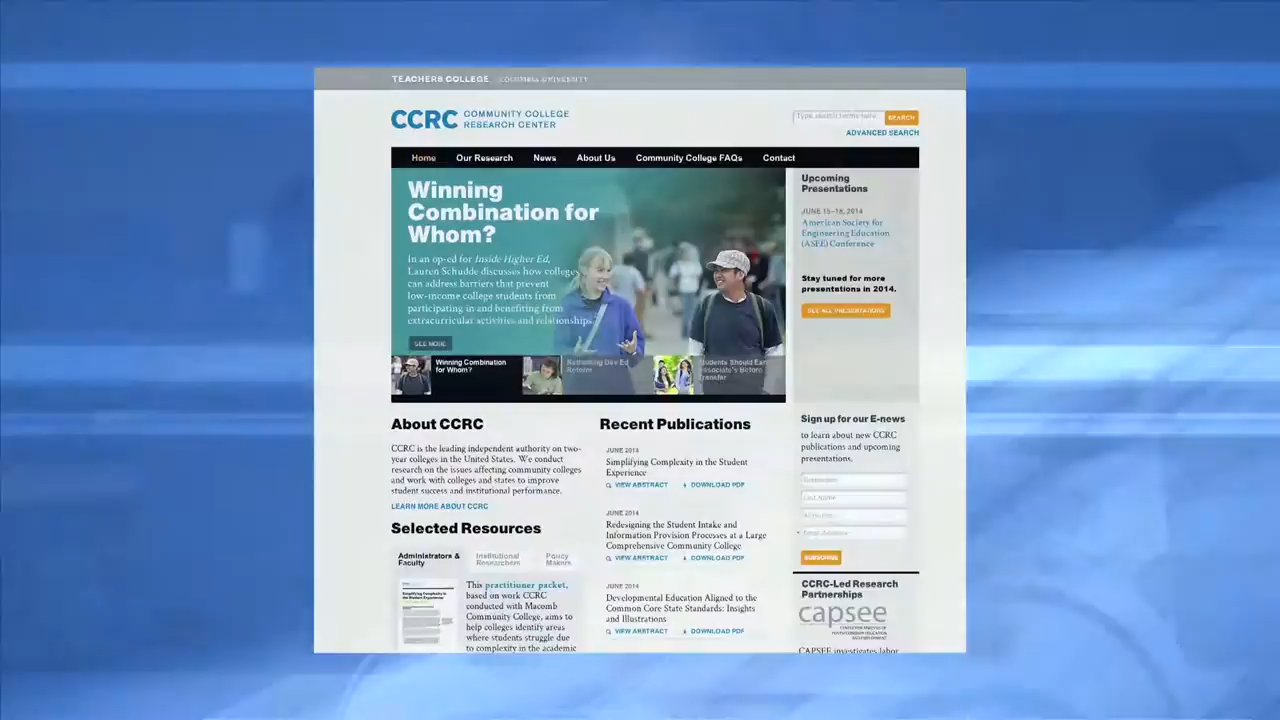 TEACHERS COLLEGE COLUMBIA UNIVERSITY
CCRC COMMUNITY COLLEGE
RESEARCH CENTER
SEARCH
ADVANCED SEARCH
Home Our Research News About Us Community College FAQs Contact
Winning
Combination for
Whom?
In an op-ed for Inside Higher Ed,
Lauren Schudde discusses how colleges
can address barriers that prevent
low-income college students from
participating in and benefiting from
extracurricular activities and relationships.
SEE MORE
Winning Combination
for Whom?
Rethinking Dev Ed
Reform
Students Should Earn
Associate's Before
Transfer
Upcoming
Presentations
JUNE 15–18, 2014
American Society for
Engineering Education
(ASEE) Conference
Stay tuned for more
presentations in 2014.
SEE ALL PRESENTATIONS
About CCRC
CCRC is the leading independent authority on two-
year colleges in the United States. We conduct
research on the issues affecting community colleges
and work with colleges and states to improve
student success and institutional performance.
LEARN MORE ABOUT CCRC
Selected Resources
Administrators &
Faculty
Institutional
Researchers
Policy
Makers
This practitioner packet,
based on work CCRC
conducted with Macomb
Community College, aims to
help colleges identify areas
where students struggle due
to complexity in the academic
Recent Publications
JUNE 2014
Simplifying Complexity in the Student
Experience
VIEW ABSTRACT DOWNLOAD PDF
JUNE 2014
Redesigning the Student Intake and
Information Provision Processes at a Large
Comprehensive Community College
VIEW ABSTRACT DOWNLOAD PDF
JUNE 2014
Developmental Education Aligned to the
Common Core State Standards: Insights
and Illustrations
VIEW ABSTRACT DOWNLOAD PDF
Sign up for our E-news
to learn about new CCRC
publications and upcoming
presentations.
SUBSCRIBE
CCRC-Led Research
Partnerships
capsee
CAPSEE investigates labor